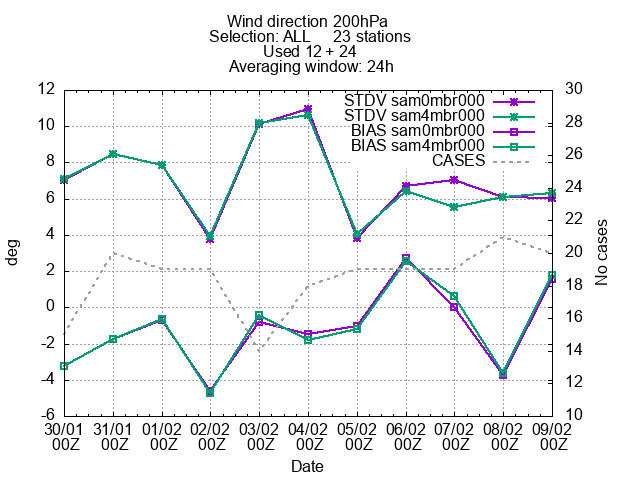 Wind direction 200hPa
Selection: ALL 23 stations
Used 12 + 24
Averaging window: 24h
STDV sam0mbr000
STDV sam4mbr000
BIAS sam0mbr000
BIAS sam4mbr000
CASES
deg
12
10
8
6
4
2
0
-2
-4
-6
30
28
26
24
22
20
18
16
14
12
10
No cases
30/01 31/01 01/02 02/02 03/02 04/02 05/02 06/02 07/02 08/02 09/02
00Z 00Z 00Z 00Z 00Z 00Z 00Z 00Z 00Z 00Z 00Z
Date